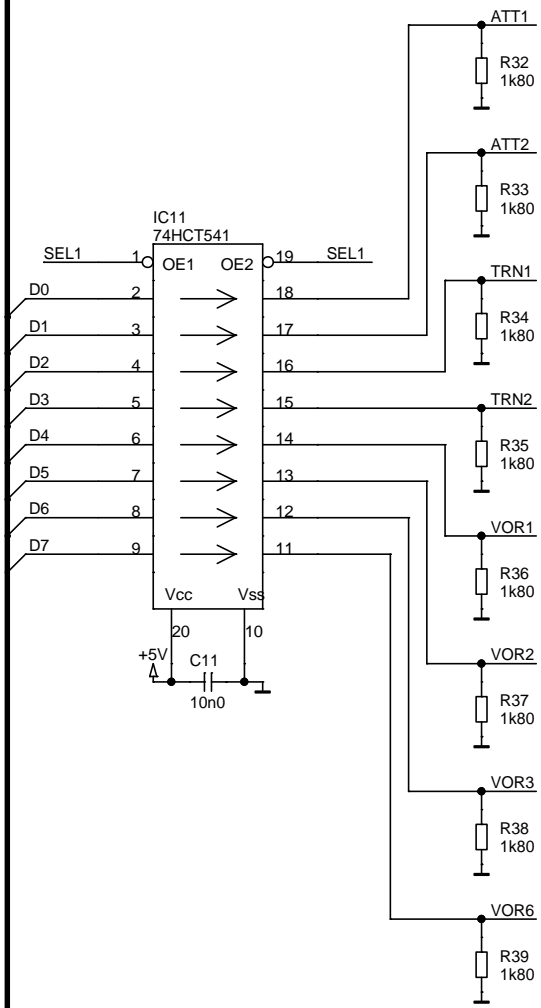 ATT1
R32
1k80
ATT2
R33
1k80
IC11
74HCT541
SEL1 1 OE1 OE2 19 SEL1
TRN1
D0 2 18
R34
1k80
D1 3 17
D2 4 16
D3 5 15 TRN2
D4 6 14
R35
1k80
D5 7 13
D6 8 12
VOR1
D7 9 11
R36
1k80
Vcc Vss
20 10
+5V C11
10n0
VOR2
R37
1k80
VOR3
R38
1k80
VOR6
R39
1k80